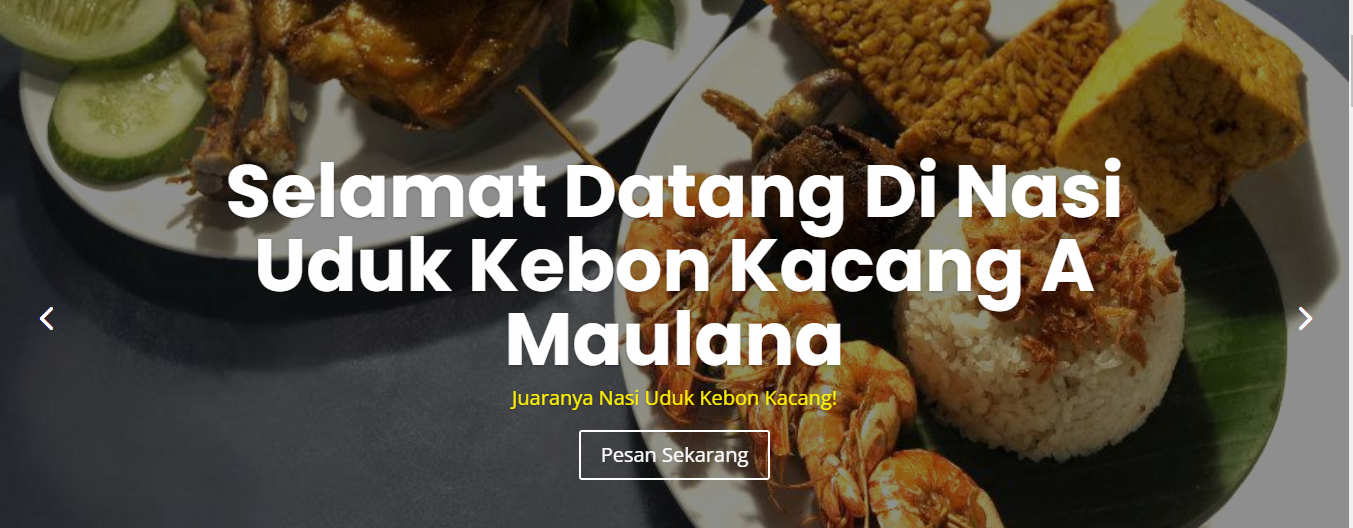 Selamat Datang Di Nasi
Uduk Kebon Kacang A
Maulana
Juaranya Nasi Uduk Kebon Kacang!
Pesan Sekarang